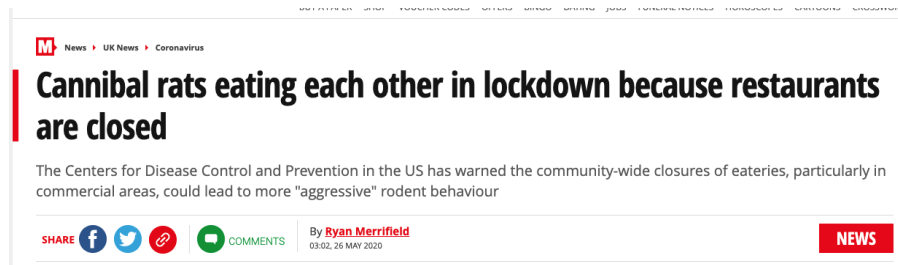 M News UK News Coronavirus
Cannibal rats eating each other in lockdown because restaurants
are closed
The Centers for Disease Control and Prevention in the US has warned the community-wide closures of eateries, particularly in
commercial areas, could lead to more "aggressive" rodent behaviour
SHARE COMMENTS By Ryan Merrifield
03:02, 26 MAY 2020
NEWS